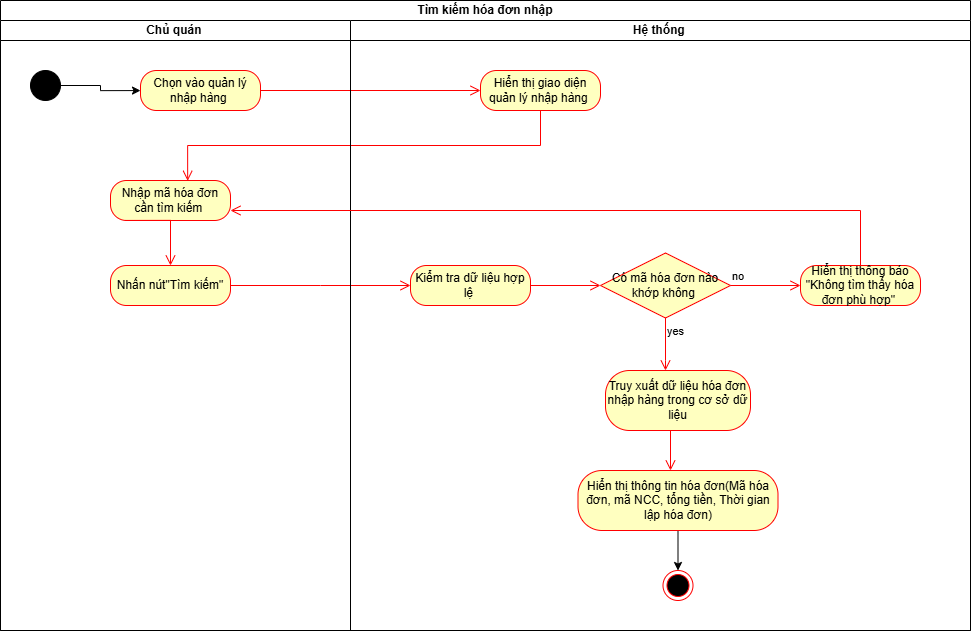 Tìm kiếm hóa đơn nhập
Chủ quán
Hệ thống
Chọn vào quản lý
nhập hàng
Hiển thị giao diện
quản lý nhập hàng
Nhập mã hóa đơn
cần tìm kiếm
Nhấn nút"Tìm kiếm"
Kiểm tra dữ liệu hợp
lệ
Có mã hóa đơn nào
khớp không
no
Hiển thị thông báo
"Không tìm thấy hóa
đơn phù hợp"
yes
Truy xuất dữ liệu hóa đơn
nhập hàng trong cơ sở dữ
liệu
Hiển thị thông tin hóa đơn(Mã hóa
đơn, mã NCC, tổng tiền, Thời gian
lập hóa đơn)